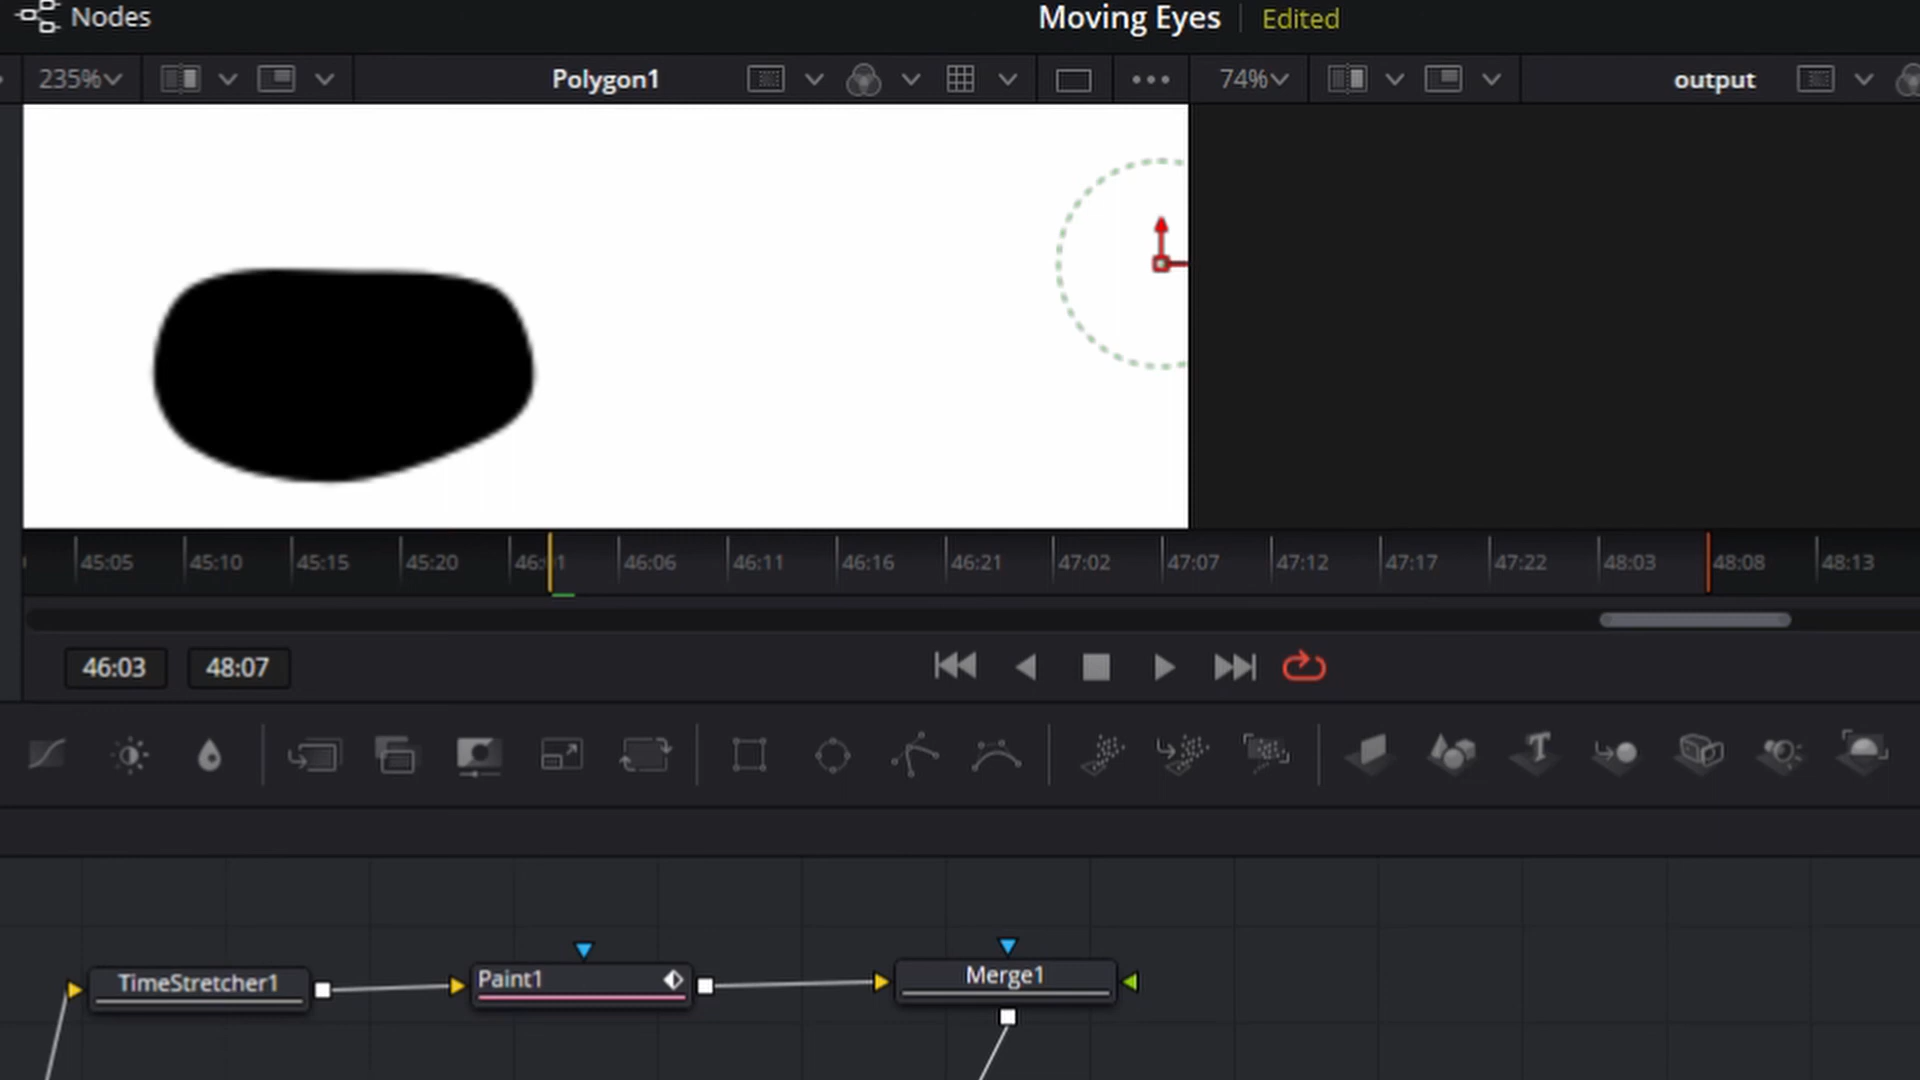 Nodes
Moving Eyes
Edited
235%
Polygon1
74%
output
45:05 45:10 45:15 45:20 46:01 46:06 46:11 46:16 46:21 47:02 47:07 47:12 47:17 47:22 48:03 48:08 48:13
46:03 48:07
TimeStretcher1
Paint1
Merge1